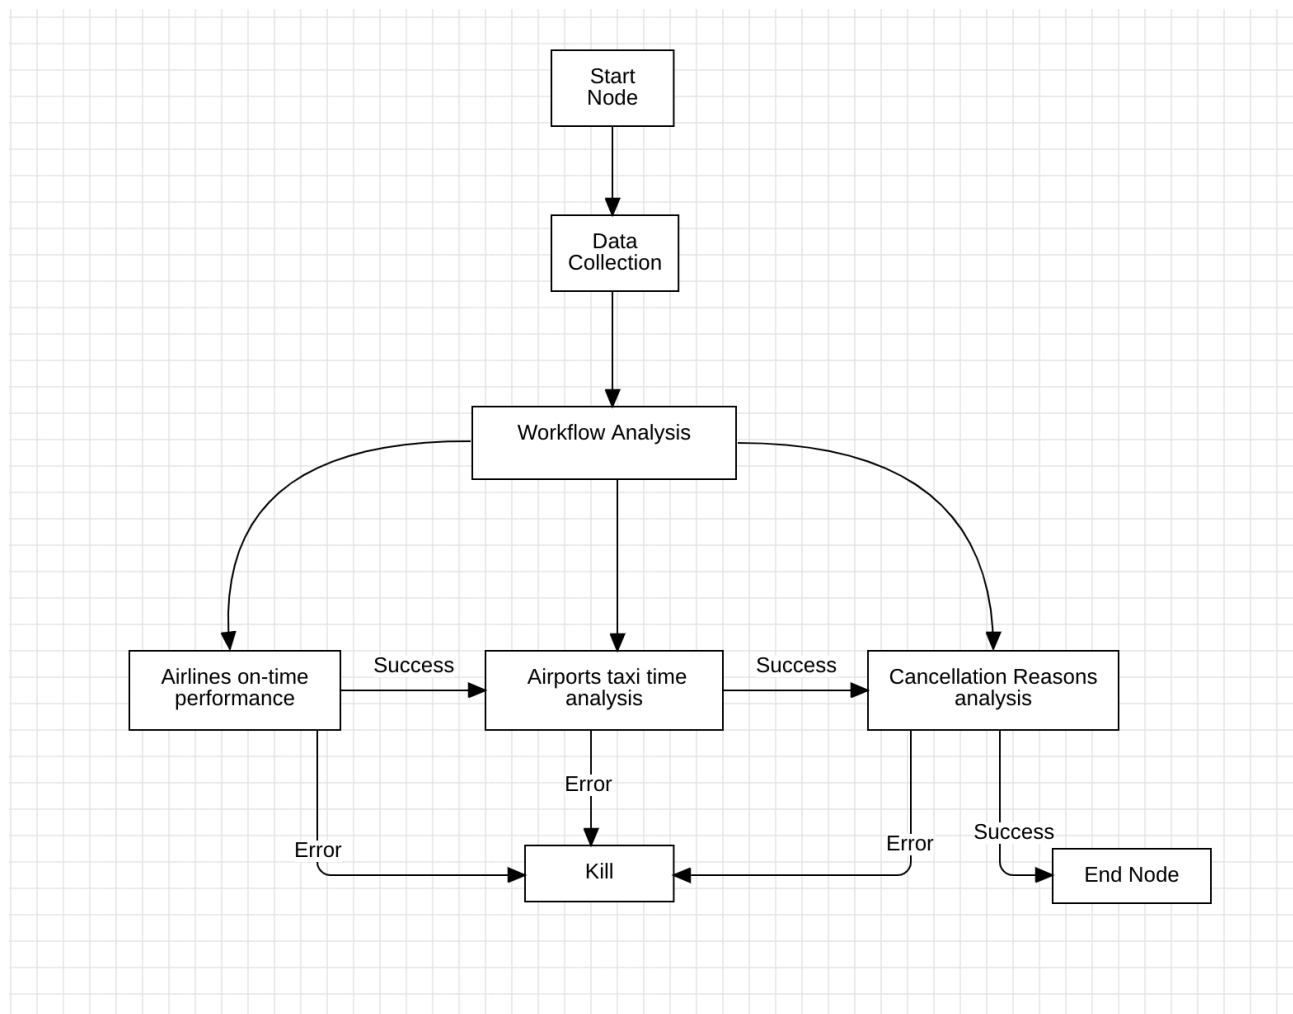 Start
Node
Data
Collection
Workflow Analysis
Airlines on-time
performance
Success
Airports taxi time
analysis
Success
Cancellation Reasons
analysis
Error
Error
Error
Success
Kill
End Node